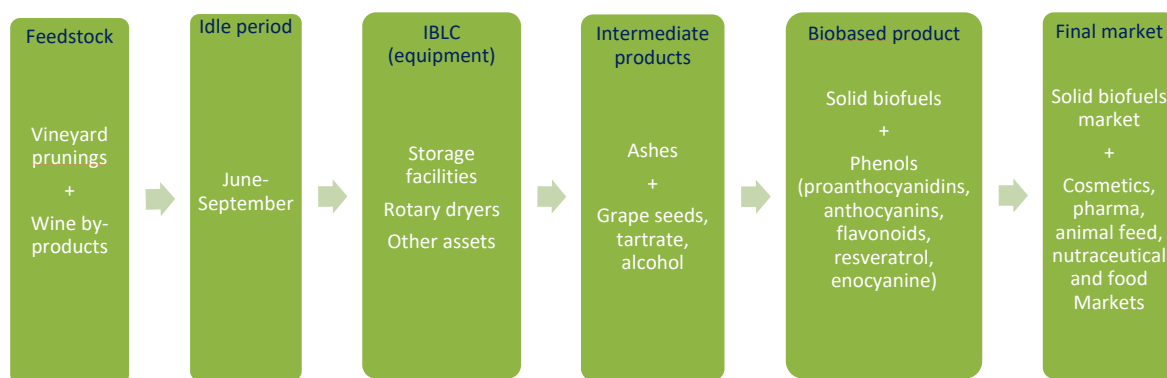 Feedstock
Vineyard
prunings
+
Wine by-
products
Idle period
June-
September
IBLC
(equipment)
Storage
facilities
Rotary dryers
Other assets
Intermediate
products
Ashes
+
Grape seeds,
tartrate,
alcohol
Biobased product
Solid biofuels
+
Phenols
(proanthocyanidins,
anthocyanins,
flavonoids,
resveratrol,
enocyanine)
Final market
Solid biofuels
market
+
Cosmetics,
pharma,
animal feed,
nutraceutical
and food
Markets